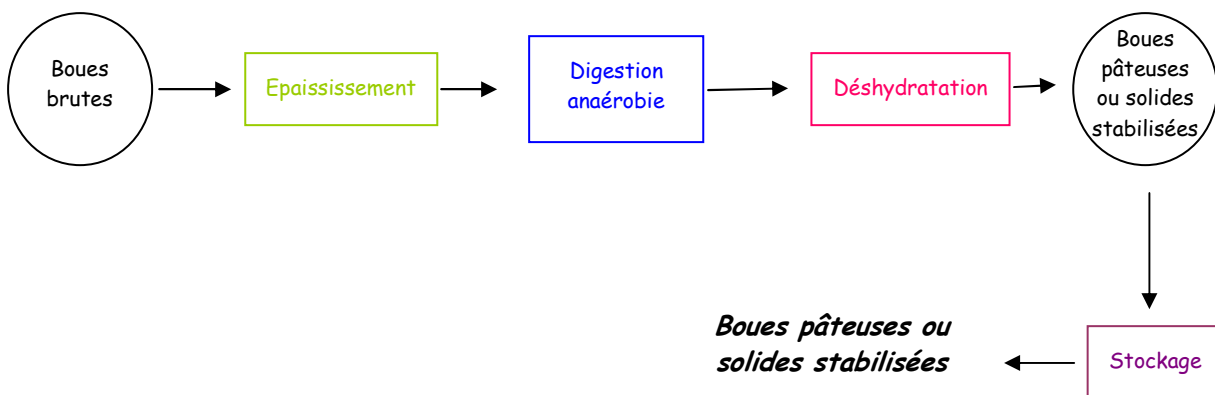 Boues
brutes
Epaississement
Digestion
anaérobie
Déshydratation
Boues
pâteuses
ou solides
stabilisées
Stockage
Boues pâteuses ou
solides stabilisées